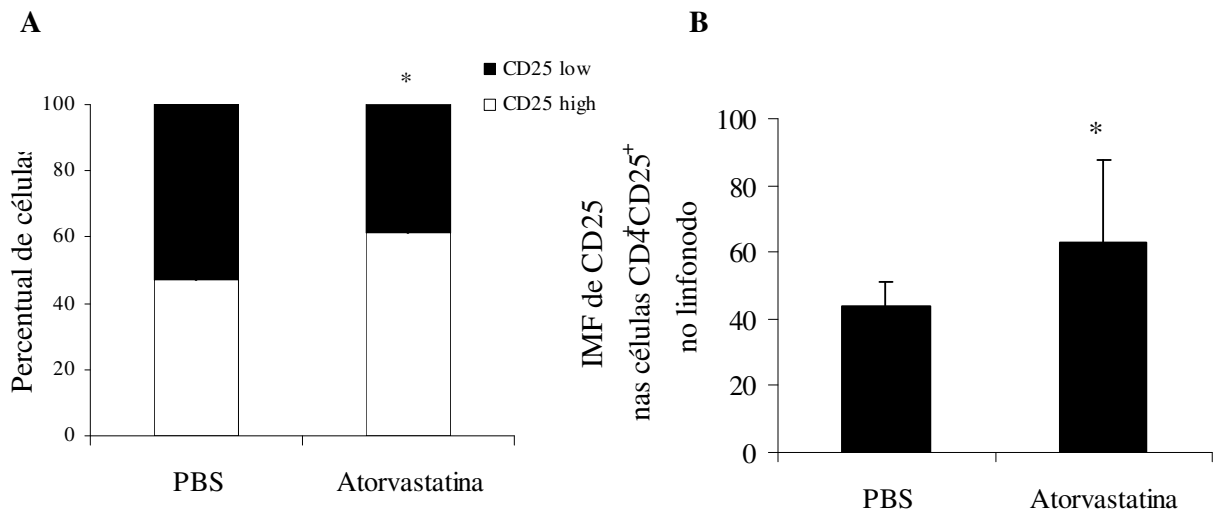 A
CD25 low
CD25 high
*
100
80
60
40
20
0
Percentual de células
PBS
Atorvastatina
B
*
100
80
60
40
20
0
IMF de CD25
nas células CD4+CD25+
no linfonodo
PBS
Atorvastatina